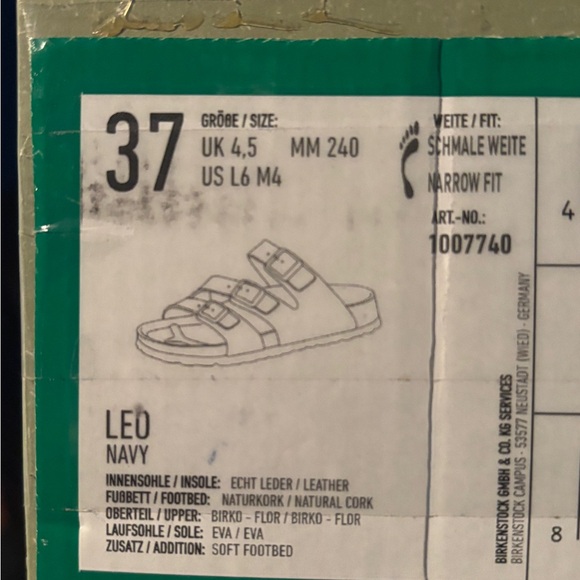 37
GRÖßE / SIZE:
UK 4,5 MM 240
US L6 M4
WEITE / FIT:
SCHMALE WEITE
NARROW FIT
ART.-NO.:
1007740
4
LEO
NAVY
INNENSOHLE / INSOLE: ECHT LEDER / LEATHER
FUßBETT / FOOTBED: NATURKORK / NATURAL CORK
OBERTEIL / UPPER: BIRKO - FLOR / BIRKO - FLOR
LAUFSOHLE / SOLE: EVA / EVA
ZUSATZ / ADDITION: SOFT FOOTBED
BIRKENSTOCK GMBH & CO. KG SERVICES
BIRKENSTOCK CAMPUS - 53577 NEUSTADT (WIED) - GERMANY
8